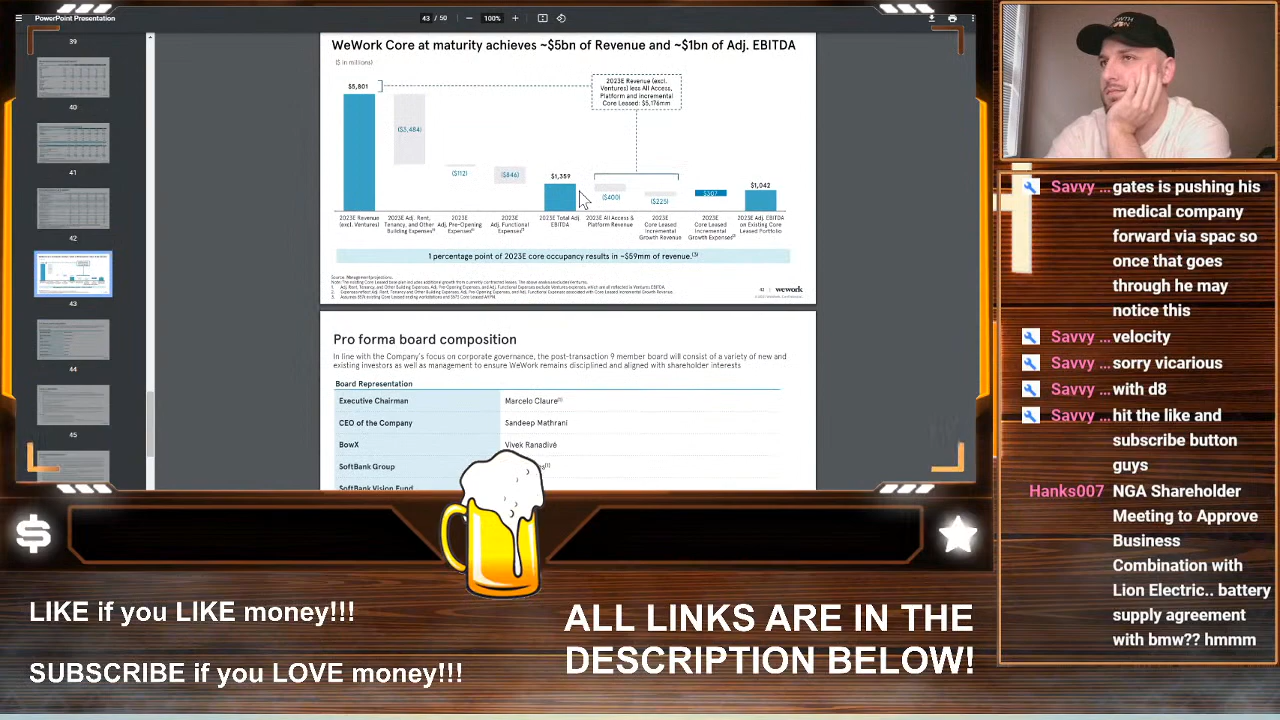 PowerPoint Presentation
43 / 50
100%
39
40
41
42
43
44
45
WeWork Core at maturity achieves ~$5bn of Revenue and ~$1bn of Adj. EBITDA
($ in millions)
$5,801
($3,484)
($112)
($846)
$1,359
2023E Revenue (excl.
Ventures) less All Access,
Platform and incremental
Core Leased: $5,176mm
($400)
($225)
$307
$1,042
2023E Revenue
(excl. Ventures)
2023E Adj. Rent,
Tenancy, and Other
Building Expenses
2023E
Adj. Pre-Opening
Expenses
2023E
Adj. Functional
Expenses
2023E Total Adj.
EBITDA
2023E All Access &
Platform Revenue
2023E
Core Leased
Incremental
Growth Revenue
2023E
Core Leased
Incremental
Growth Expenses
2023E Adj. EBITDA
on Existing Core
Leased Portfolio
1 percentage point of 2023E core occupancy results in ~$59mm of revenue.(3)
Source: Management projections.
wework
Pro forma board composition
In line with the Company's focus on corporate governance, the post-transaction 9 member board will consist of a variety of new and
existing investors as well as management to ensure WeWork remains disciplined and aligned with shareholder interests
Board Representation
Executive Chairman Marcelo Claure(1)
CEO of the Company Sandeep Mathrani
BowX Vivek Ranadivé
SoftBank Group
SoftBank Vision Fund
Savvy ... gates is pushing his
medical company
forward via spac so
once that goes
through he may
notice this
Savvy ... velocity
Savvy ... sorry vicarious
Savvy ... with d8
Savvy ... hit the like and
subscribe button
guys
Hanks007 NGA Shareholder
Meeting to Approve
Business
Combination with
Lion Electric.. battery
supply agreement
with bmw?? hmmm
$
LIKE if you LIKE money!!!
SUBSCRIBE if you LOVE money!!!
ALL LINKS ARE IN THE
DESCRIPTION BELOW!